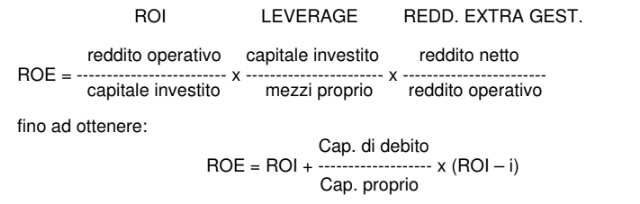 ROI LEVERAGE REDD. EXTRA GEST.
reddito operativo capitale investito reddito netto
ROE = ------------------------- x ----------------------- x ------------------------
capitale investito mezzi proprio reddito operativo
fino ad ottenere:
Cap. di debito
ROE = ROI + ------------------- x (ROI – i)
Cap. proprio